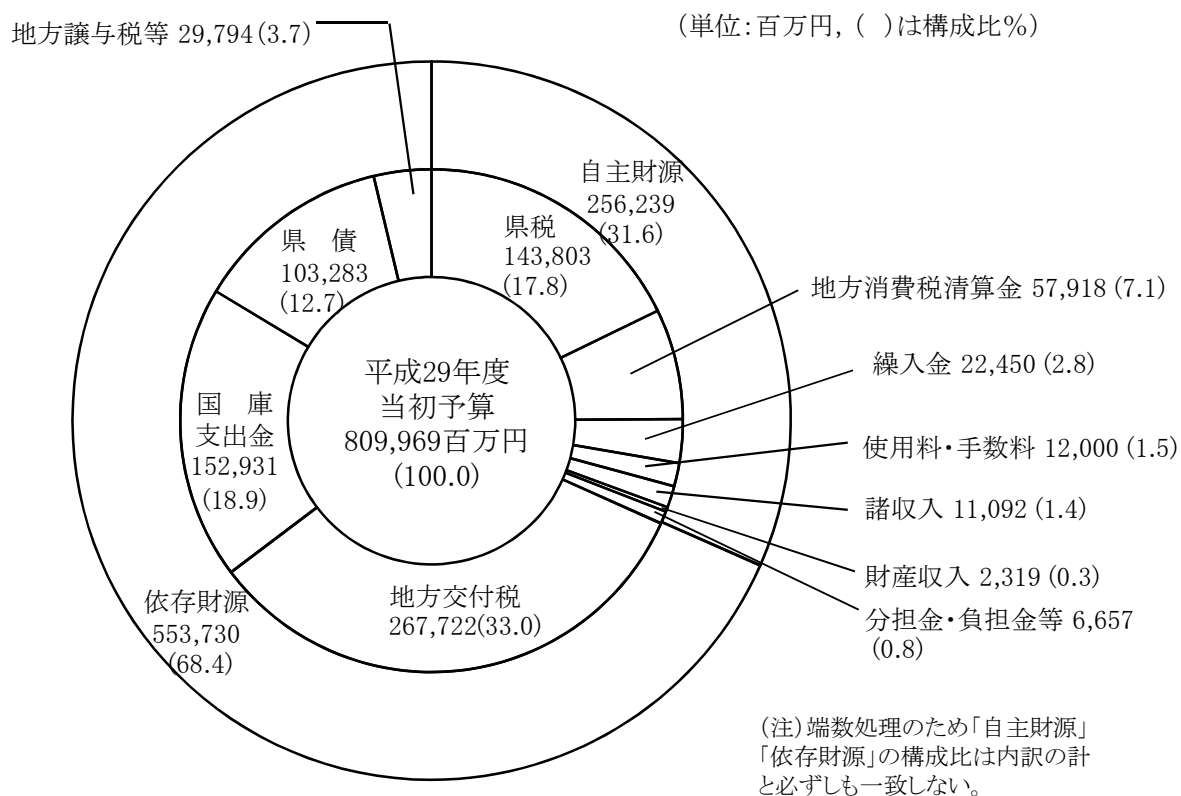 地方譲与税等 29,794(3.7)
(単位:百万円, ( )は構成比%)
自主財源
256,239
(31.6)
県税
143,803
(17.8)
県 債
103,283
(12.7)
地方消費税清算金 57,918 (7.1)
繰入金 22,450 (2.8)
平成29年度
当初予算
809,969百万円
(100.0)
国 庫
支出金
152,931
(18.9)
使用料・手数料 12,000 (1.5)
諸収入 11,092 (1.4)
財産収入 2,319 (0.3)
分担金・負担金等 6,657
(0.8)
地方交付税
267,722(33.0)
依存財源
553,730
(68.4)
(注)端数処理のため「自主財源」
「依存財源」の構成比は内訳の計
と必ずしも一致しない。